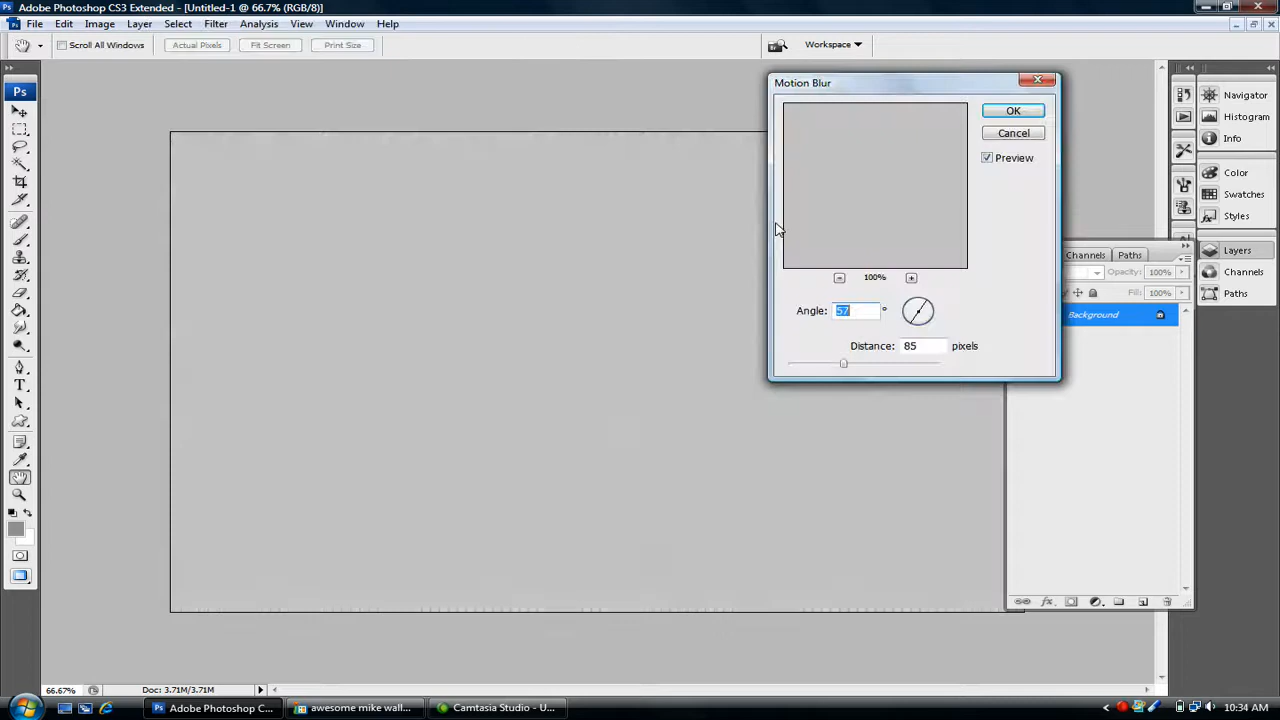 Adobe Photoshop CS3 Extended - [Untitled-1 @ 66.7% (RGB/8)]
File Edit Image Layer Select Filter Analysis View Window Help
Scroll All Windows Actual Pixels Fit Screen Print Size Workspace
Ps
Motion Blur
OK
Cancel
Preview
100%
Angle: 57 °
Distance: 85 pixels
Navigator
Histogram
Info
Color
Swatches
Styles
Layers
Channels
Paths
Channels Paths
Opacity: 100%
Fill: 100%
Background
66.67% Doc: 3.71M/3.71M
Adobe Photoshop C... awesome mike wall... Camtasia Studio - U... 10:34 AM